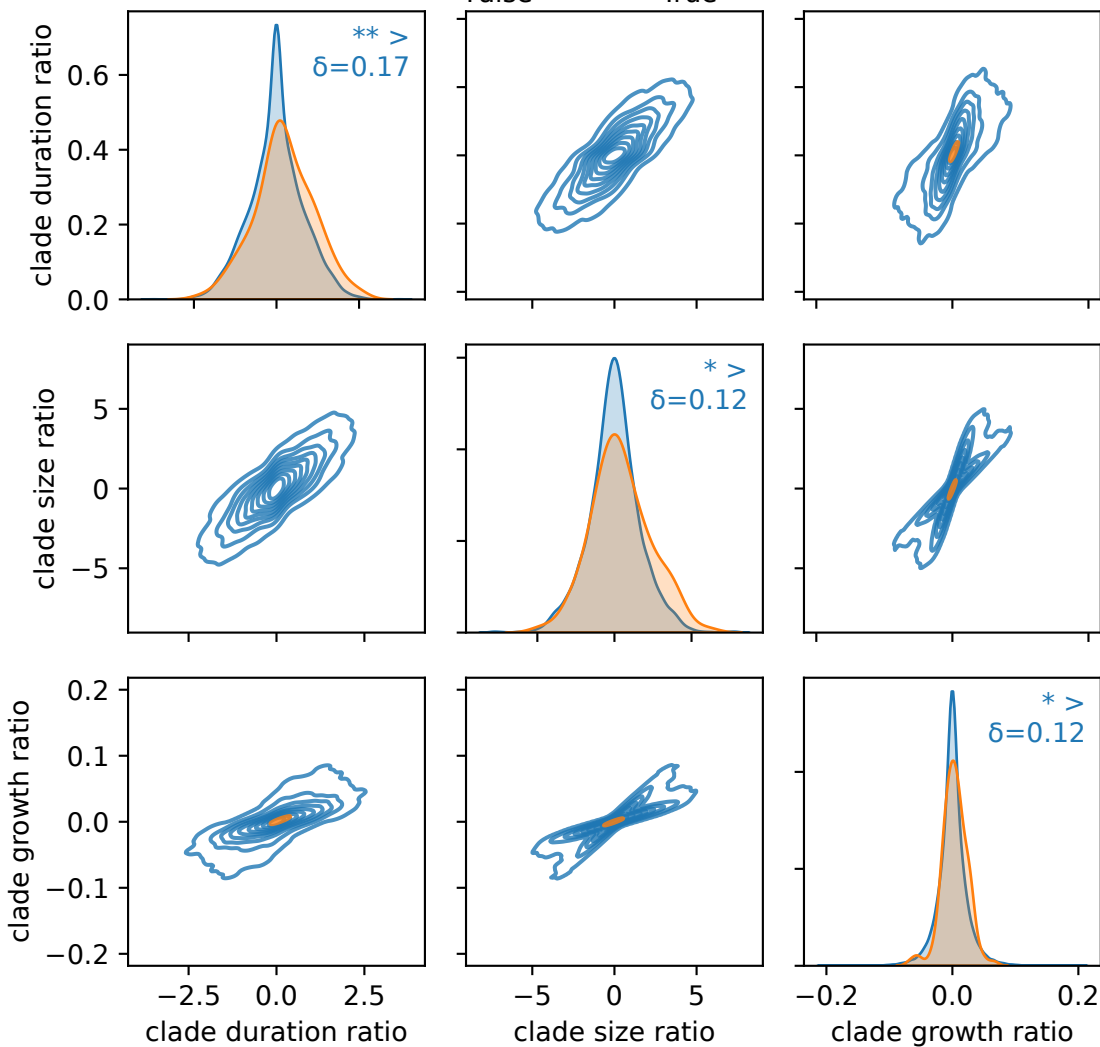 False True
** >
δ=0.17
clade duration ratio
0.6
0.4
0.2
0.0
* >
δ=0.12
clade size ratio
5
0
−5
* >
δ=0.12
clade growth ratio
0.2
0.1
0.0
−0.1
−0.2
−2.5 0.0 2.5 −5 0 5 −0.2 0.0 0.2
clade duration ratio clade size ratio clade growth ratio